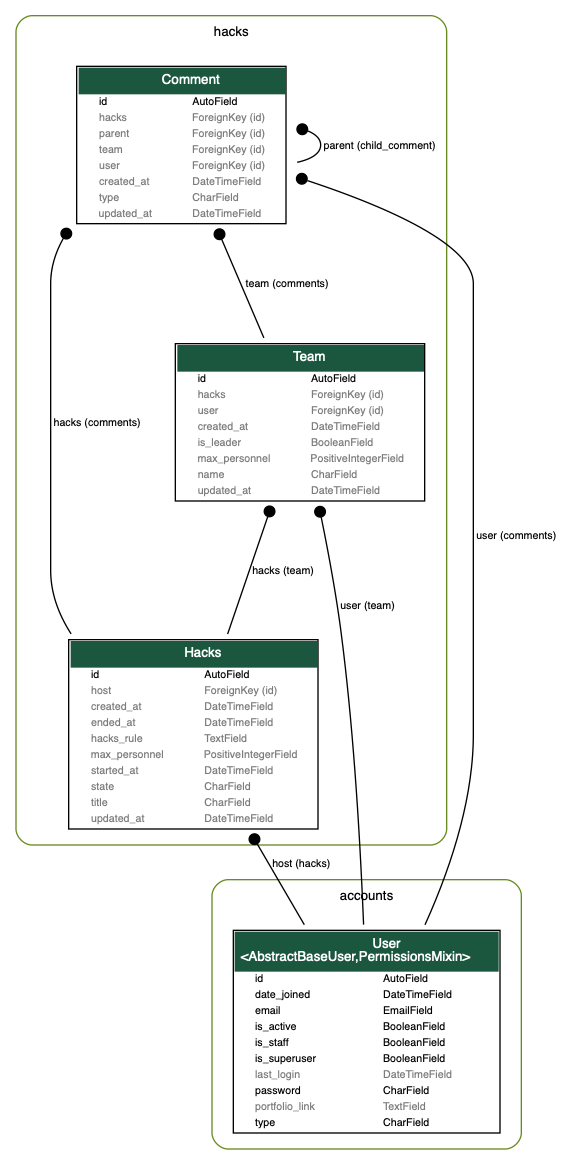 hacks
Comment
id AutoField
hacks ForeignKey (id)
parent ForeignKey (id)
team ForeignKey (id)
user ForeignKey (id)
created_at DateTimeField
type CharField
updated_at DateTimeField
parent (child_comment)
team (comments)
Team
id AutoField
hacks ForeignKey (id)
user ForeignKey (id)
created_at DateTimeField
is_leader BooleanField
max_personnel PositiveIntegerField
name CharField
updated_at DateTimeField
hacks (comments)
user (comments)
hacks (team)
user (team)
Hacks
id AutoField
host ForeignKey (id)
created_at DateTimeField
ended_at DateTimeField
hacks_rule TextField
max_personnel PositiveIntegerField
started_at DateTimeField
state CharField
title CharField
updated_at DateTimeField
host (hacks)
accounts
User
<AbstractBaseUser,PermissionsMixin>
id AutoField
date_joined DateTimeField
email EmailField
is_active BooleanField
is_staff BooleanField
is_superuser BooleanField
last_login DateTimeField
password CharField
portfolio_link TextField
type CharField